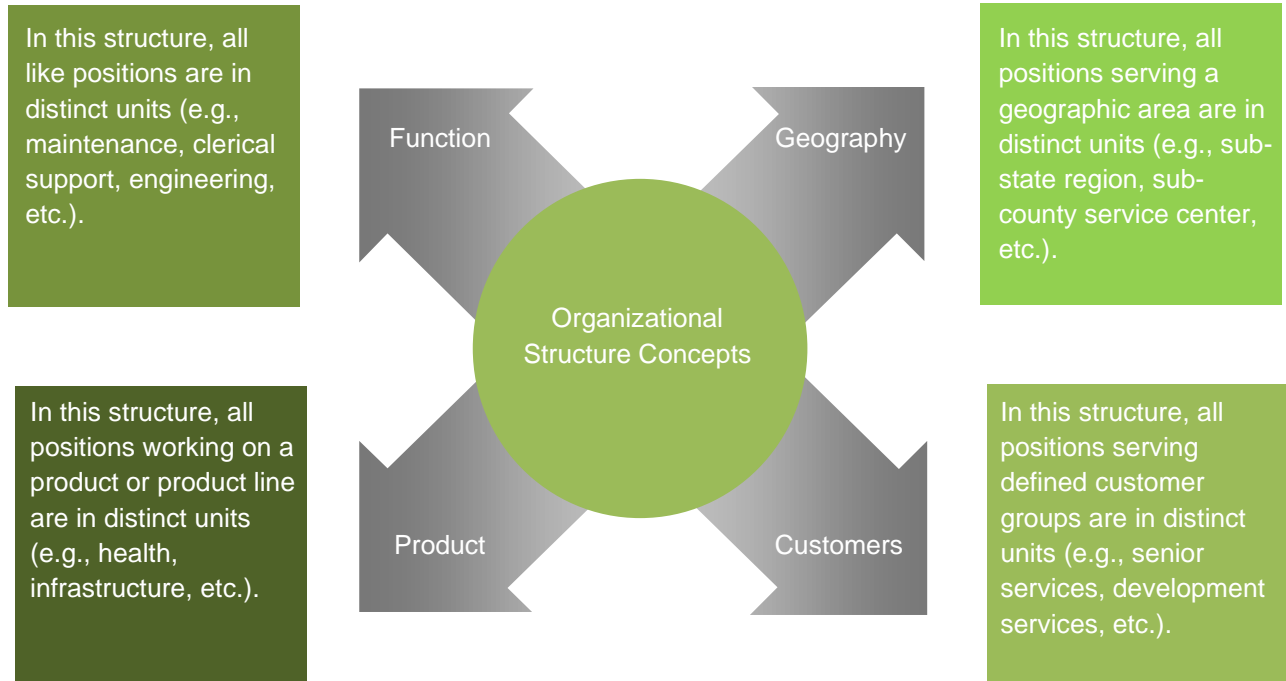 In this structure, all
like positions are in
distinct units (e.g.,
maintenance, clerical
support, engineering,
etc.).
Function
Geography
In this structure, all
positions serving a
geographic area are in
distinct units (e.g., sub-
state region, sub-
county service center,
etc.).
Organizational
Structure Concepts
In this structure, all
positions working on a
product or product line
are in distinct units
(e.g., health,
infrastructure, etc.).
Product
Customers
In this structure, all
positions serving
defined customer
groups are in distinct
units (e.g., senior
services, development
services, etc.).